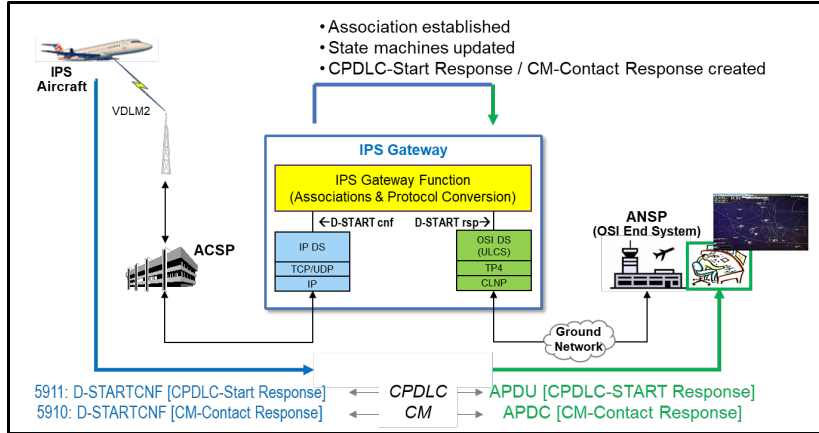 • Association established
• State machines updated
• CPDLC-Start Response / CM-Contact Response created
IPS
Aircraft
VDLM2
IPS Gateway
IPS Gateway Function
(Associations & Protocol Conversion)
←D-START cnf
D-START rsp→
ACSP
IP DS
TCP/UDP
IP
OSI DS
(ULCS)
TP4
CLNP
ANSP
(OSI End System)
Ground
Network
5911: D-STARTCNF [CPDLC-Start Response]
CPDLC
APDU [CPDLC-START Response]
5910: D-STARTCNF [CM-Contact Response]
CM
APDC [CM-Contact Response]